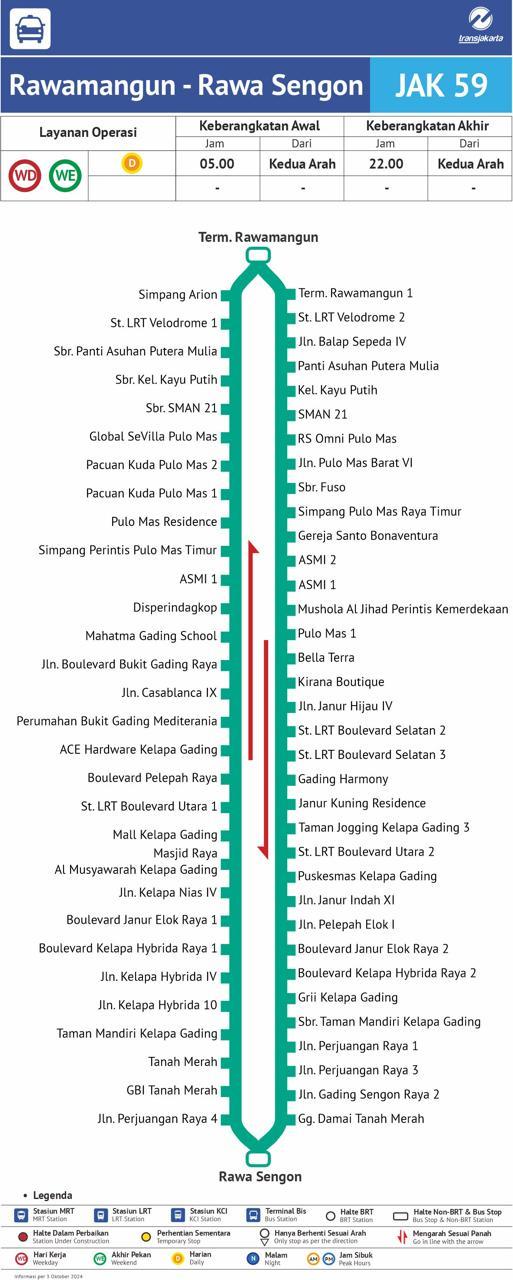 transjakarta
Rawamangun - Rawa Sengon
JAK 59
Layanan Operasi
Keberangkatan Awal
Keberangkatan Akhir
Jam
Dari
Jam
Dari
WD
WE
D
05.00
Kedua Arah
22.00
Kedua Arah
-
-
-
-
Term. Rawamangun
Simpang Arion
St. LRT Velodrome 1
Sbr. Panti Asuhan Putera Mulia
Sbr. Kel. Kayu Putih
Sbr. SMAN 21
Global SeVilla Pulo Mas
Pacuan Kuda Pulo Mas 2
Pacuan Kuda Pulo Mas 1
Pulo Mas Residence
Simpang Perintis Pulo Mas Timur
ASMI 1
Disperindagkop
Mahatma Gading School
Jln. Boulevard Bukit Gading Raya
Jln. Casablanca IX
Perumahan Bukit Gading Mediterania
ACE Hardware Kelapa Gading
Boulevard Pelepah Raya
St. LRT Boulevard Utara 1
Mall Kelapa Gading
Masjid Raya
Al Musyawarah Kelapa Gading
Jln. Kelapa Nias IV
Boulevard Janur Elok Raya 1
Boulevard Kelapa Hybrida Raya 1
Jln. Kelapa Hybrida IV
Jln. Kelapa Hybrida 10
Taman Mandiri Kelapa Gading
Tanah Merah
GBI Tanah Merah
Jln. Perjuangan Raya 4
Term. Rawamangun 1
St. LRT Velodrome 2
Jln. Balap Sepeda IV
Panti Asuhan Putera Mulia
Kel. Kayu Putih
SMAN 21
RS Omni Pulo Mas
Jln. Pulo Mas Barat VI
Sbr. Fuso
Simpang Pulo Mas Raya Timur
Gereja Santo Bonaventura
ASMI 2
ASMI 1
Mushola Al Jihad Perintis Kemerdekaan
Pulo Mas 1
Bella Terra
Kirana Boutique
Jln. Janur Hijau IV
St. LRT Boulevard Selatan 2
St. LRT Boulevard Selatan 3
Gading Harmony
Janur Kuning Residence
Taman Jogging Kelapa Gading 3
St. LRT Boulevard Utara 2
Puskesmas Kelapa Gading
Jln. Janur Indah XI
Jln. Pelepah Elok I
Boulevard Janur Elok Raya 2
Boulevard Kelapa Hybrida Raya 2
Grii Kelapa Gading
Sbr. Taman Mandiri Kelapa Gading
Jln. Perjuangan Raya 1
Jln. Perjuangan Raya 3
Jln. Gading Sengon Raya 2
Gg. Damai Tanah Merah
Rawa Sengon
• Legenda
Stasiun MRT
MRT Station
Stasiun LRT
LRT Station
Stasiun KCI
KCI Station
Terminal Bis
Bus Station
Halte BRT
BRT Station
Halte Non-BRT & Bus Stop
Bus Stop & Non-BRT Station
Halte Dalam Perbaikan
Station Under Construction
Perhentian Sementara
Temporary Stop
Hanya Berhenti Sesuai Arah
Only stop as per the direction
Mengarah Sesuai Panah
Go in line with the arrow
WD
Hari Kerja
Weekday
WE
Akhir Pekan
Weekend
D
Harian
Daily
N
Malam
Night
AM
PM
Jam Sibuk
Peak Hours
Informasi per 3 Oktober 2024